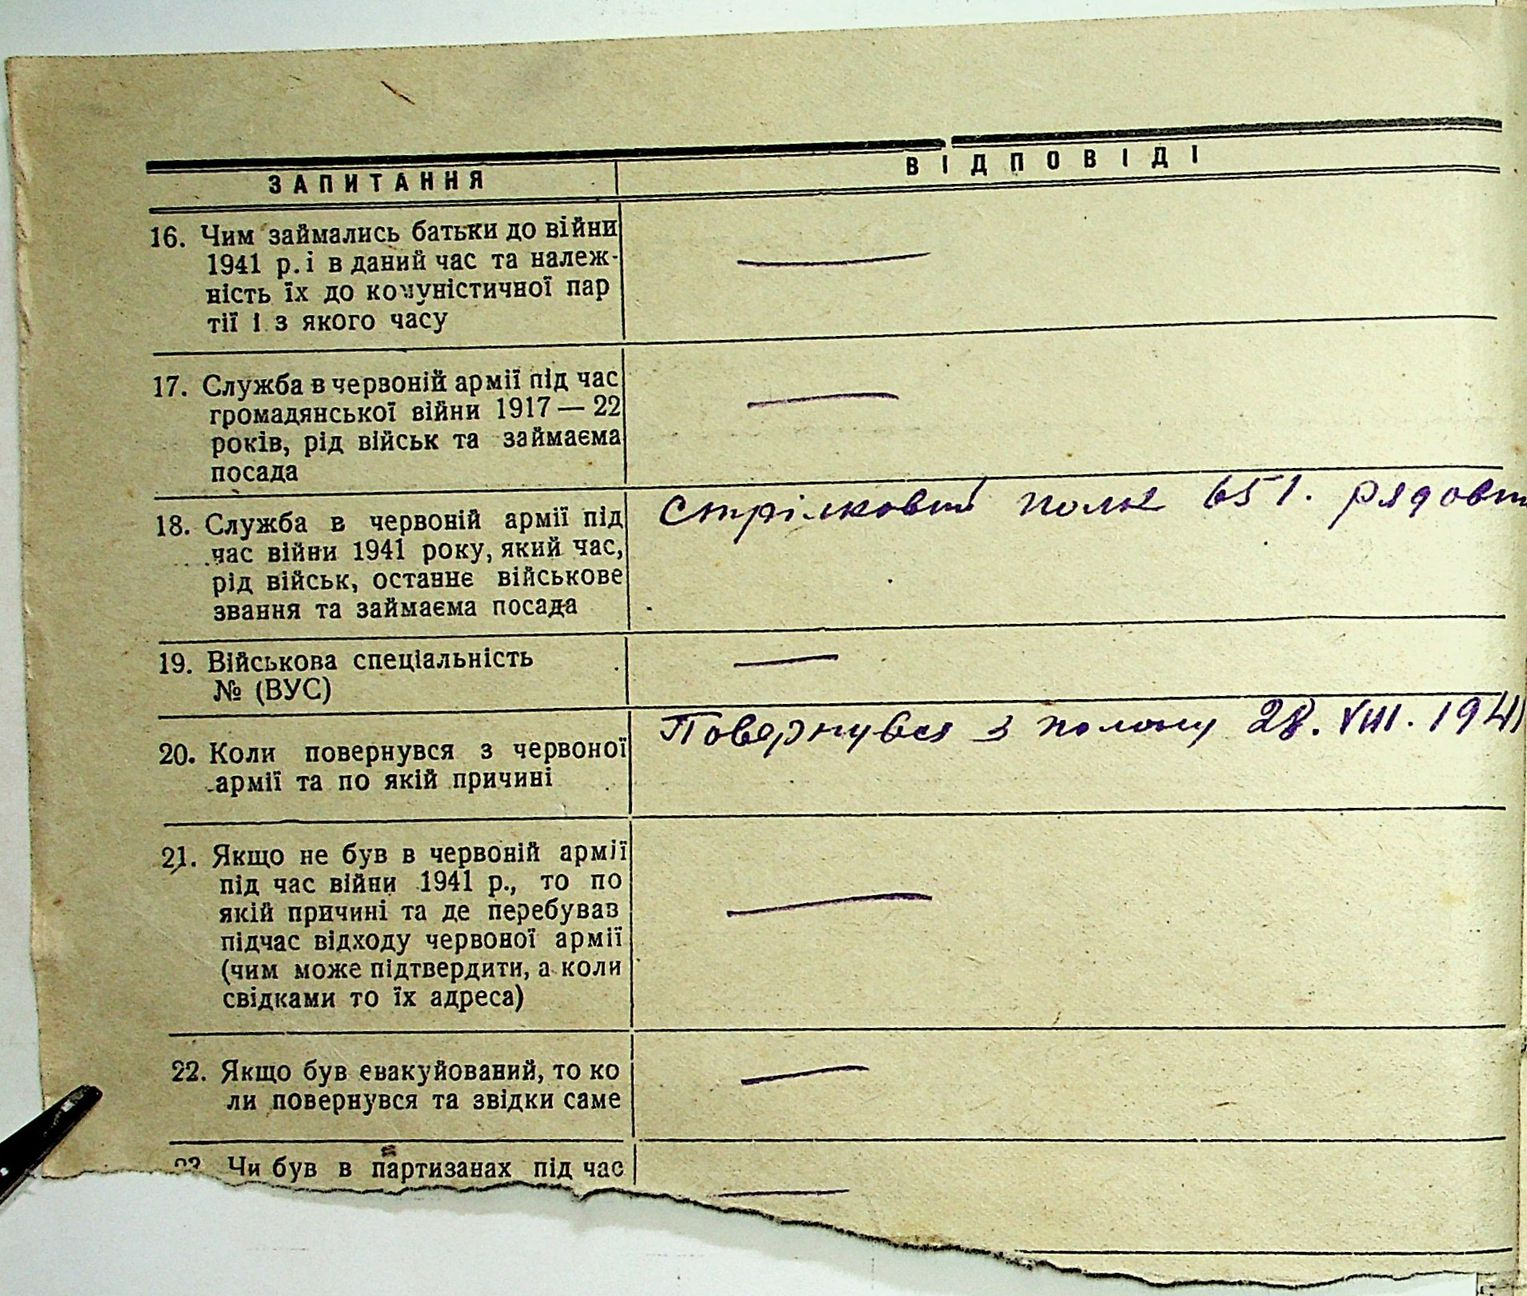 ЗАПИТАННЯ ВІДПОВІДІ
16. Чим займались батьки до війни
1941 р. і в даний час та належ-
ність їх до комуністичної пар
тії і з якого часу
17. Служба в червоній армії під час
громадянської війни 1917 — 22
років, рід військ та займаєма
посада
18. Служба в червоній армії під
час війни 1941 року, який час,
рід військ, останнє військове
звання та займаєма посада
Стрілковий полк 651. рядовий
19. Військова спеціальність
№ (ВУС)
20. Коли повернувся з червоної
армії та по якій причині
Повернувся з полону 28. VIII. 1941
21. Якщо не був в червоній армії
під час війни 1941 р., то по
якій причині та де перебував
підчас відходу червоної армії
(чим може підтвердити, а коли
свідками то їх адреса)
22. Якщо був евакуйований, то ко
ли повернувся та звідки саме
23. Чи був в партизанах під час